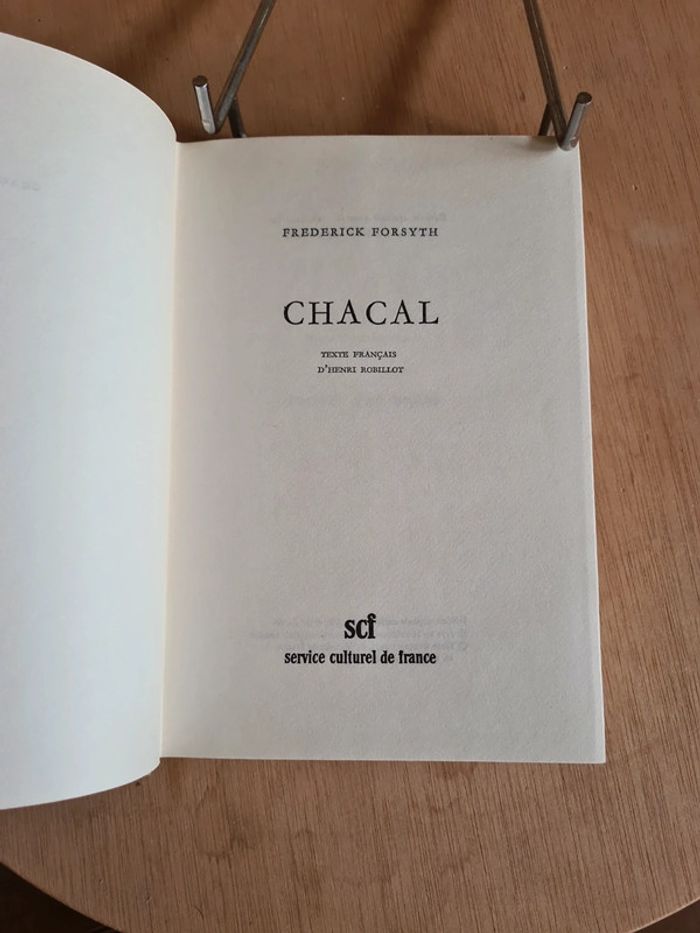 FREDERICK FORSYTH
CHACAL
TEXTE FRANÇAIS
D'HENRI ROBILLOT
scf
service culturel de france